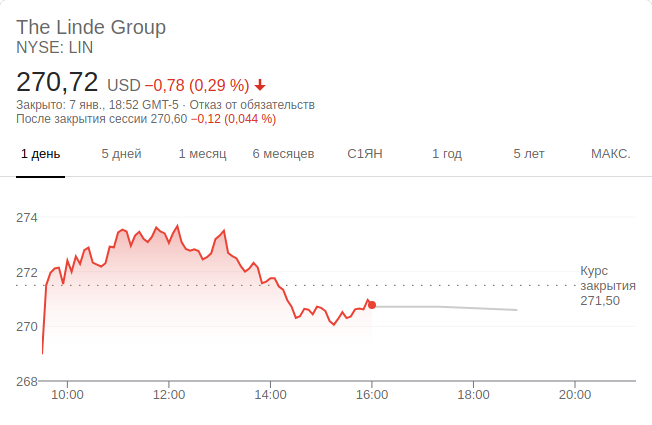 The Linde Group
NYSE: LIN
270,72 USD −0,78 (0,29 %)
Закрыто: 7 янв., 18:52 GMT-5 · Отказ от обязательств
После закрытия сессии 270,60 −0,12 (0,044 %)
1 день 5 дней 1 месяц 6 месяцев С1ЯН 1 год 5 лет МАКС.
274
272
Курс
закрытия
271,50
270
268
10:00 12:00 14:00 16:00 18:00 20:00